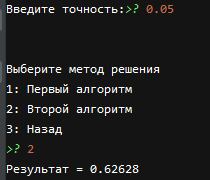 Введите точность:>? 0.05
Выберите метод решения
1: Первый алгоритм
2: Второй алгоритм
3: Назад
>? 2
Результат = 0.62628